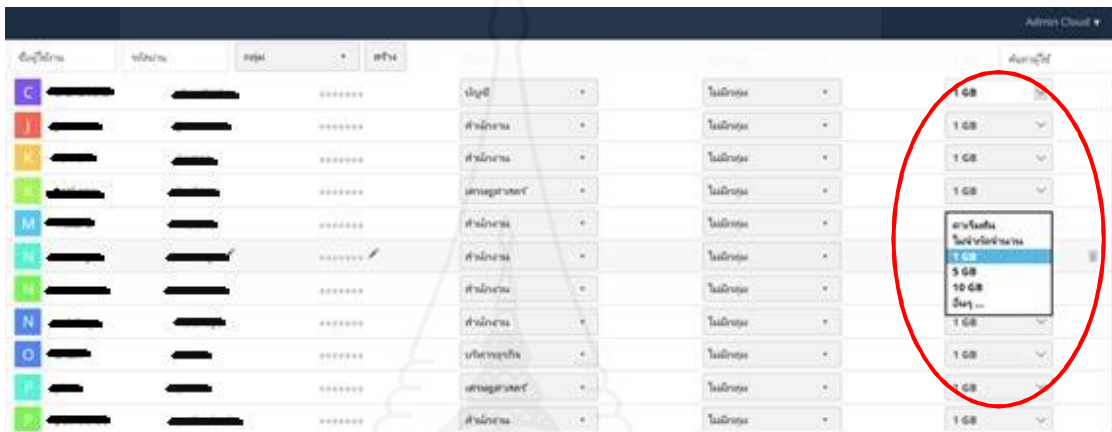 Admin Cloud ▾
ชื่อผู้ใช้งาน รหัสผ่าน กลุ่ม สร้าง ค้นหาผู้ใช้
C ●●●●●●● บัญชี ไม่มีกลุ่ม 1 GB
J ●●●●●●● สำนักงาน ไม่มีกลุ่ม 1 GB
K ●●●●●●● สำนักงาน ไม่มีกลุ่ม 1 GB
K ●●●●●●● เศรษฐศาสตร์ ไม่มีกลุ่ม 1 GB
M ●●●●●●● สำนักงาน ไม่มีกลุ่ม
ค่าเริ่มต้น
ไม่จำกัดจำนวน
N ●●●●●●● สำนักงาน ไม่มีกลุ่ม 1 GB
5 GB
N ●●●●●●● สำนักงาน ไม่มีกลุ่ม 10 GB
อื่นๆ ...
N ●●●●●●● สำนักงาน ไม่มีกลุ่ม 1 GB
O ●●●●●●● บริหารธุรกิจ ไม่มีกลุ่ม 1 GB
P ●●●●●●● เศรษฐศาสตร์ ไม่มีกลุ่ม 1 GB
P ●●●●●●● สำนักงาน ไม่มีกลุ่ม 1 GB